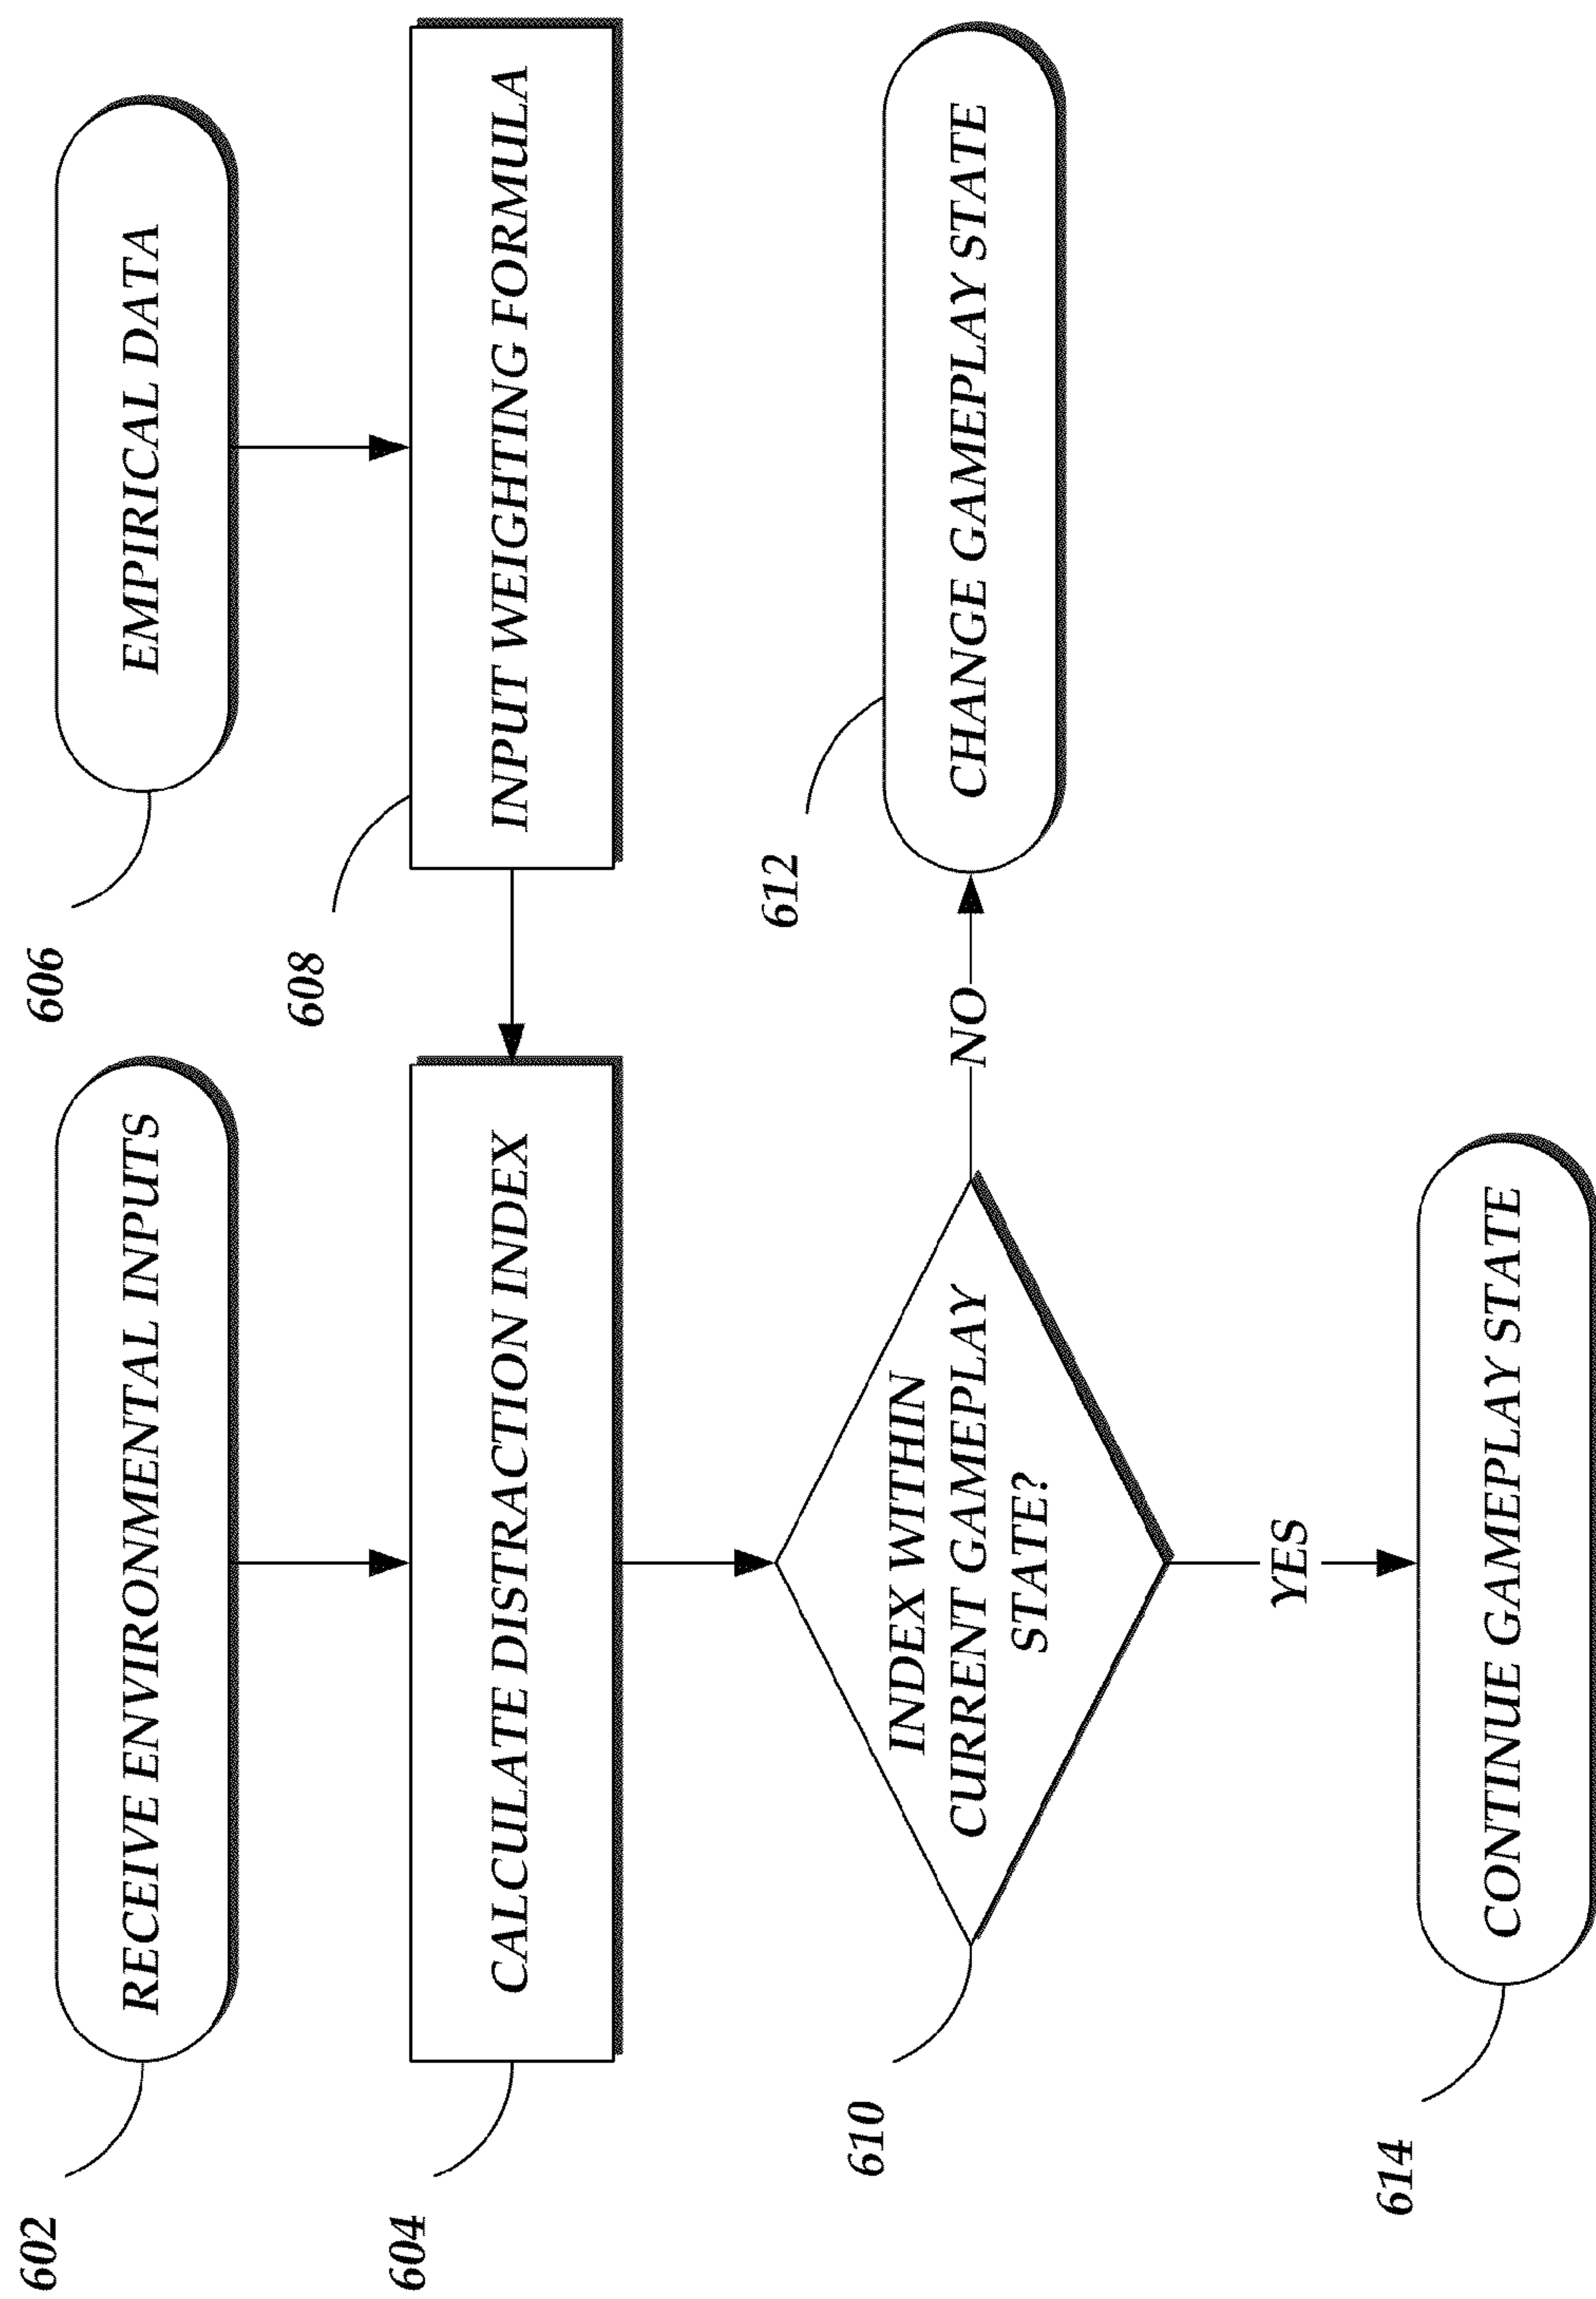 602
RECEIVE ENVIRONMENTAL INPUTS
606
EMPIRICAL DATA
604
CALCULATE DISTRACTION INDEX
608
INPUT WEIGHTING FORMULA
610
INDEX WITHIN
CURRENT GAMEPLAY
STATE?
NO
612
CHANGE GAMEPLAY STATE
YES
614
CONTINUE GAMEPLAY STATE